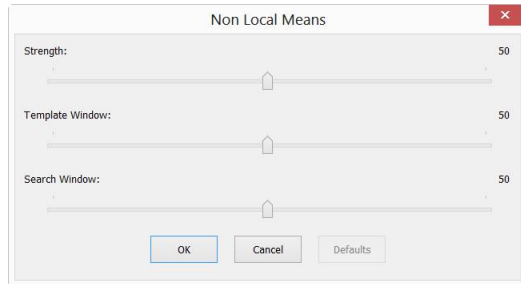 Non Local Means
Strength: 50
Template Window: 50
Search Window: 50
OK Cancel Defaults